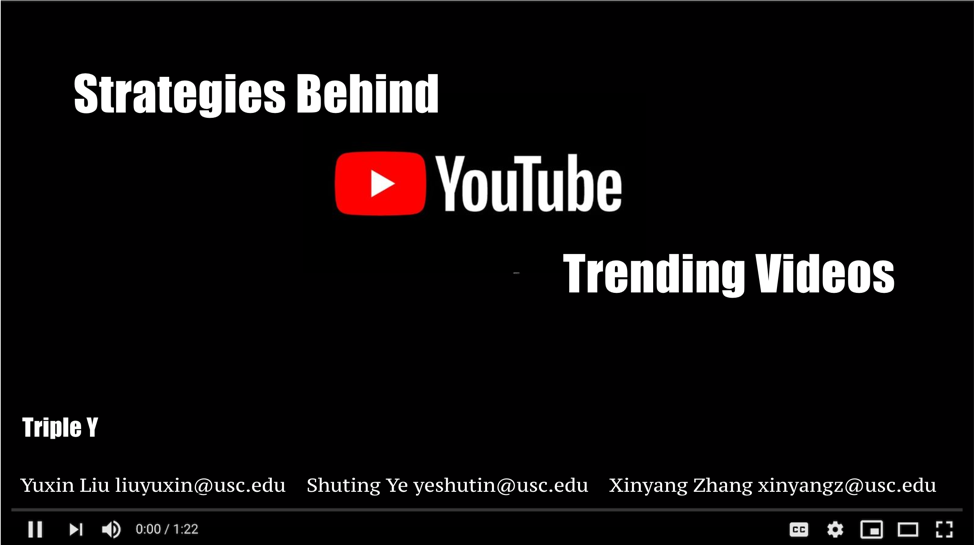 Strategies Behind
YouTube
Trending Videos
Triple Y
Yuxin Liu liuyuxin@usc.edu Shuting Ye yeshutin@usc.edu Xinyang Zhang xinyangz@usc.edu
0:00 / 1:22
CC